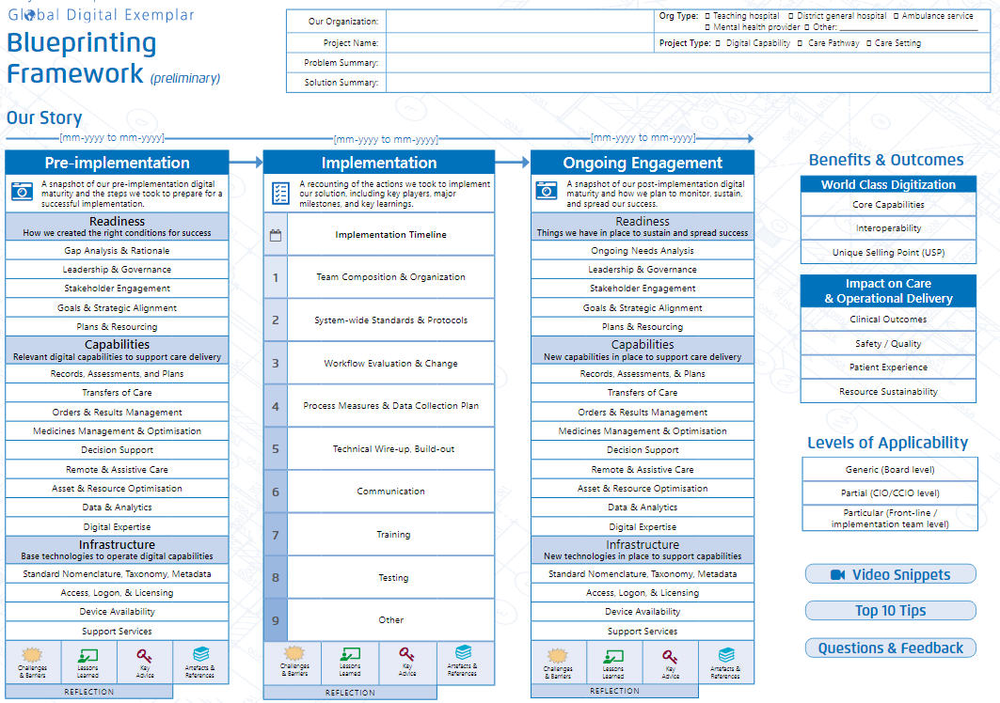 Global Digital Exemplar
Blueprinting
Framework (preliminary)
Our Organization:
Org Type: □ Teaching hospital □ District general hospital □ Ambulance service
□ Mental health provider □ Other:
Project Name:
Project Type: □ Digital Capability □ Care Pathway □ Care Setting
Problem Summary:
Solution Summary:
Our Story
[mm-yyyy to mm-yyyy]
[mm-yyyy to mm-yyyy]
[mm-yyyy to mm-yyyy]
Pre-implementation
A snapshot of our pre-implementation digital
maturity and the steps we took to prepare for a
successful implementation.
Readiness
How we created the right conditions for success
Gap Analysis & Rationale
Leadership & Governance
Stakeholder Engagement
Goals & Strategic Alignment
Plans & Resourcing
Capabilities
Relevant digital capabilities to support care delivery
Records, Assessments, and Plans
Transfers of Care
Orders & Results Management
Medicines Management & Optimisation
Decision Support
Remote & Assistive Care
Asset & Resource Optimisation
Data & Analytics
Digital Expertise
Infrastructure
Base technologies to operate digital capabilities
Standard Nomenclature, Taxonomy, Metadata
Access, Logon, & Licensing
Device Availability
Support Services
Challenges
& Barriers
Lessons
Learned
Key
Advice
Artefacts &
References
REFLECTION
Implementation
A recounting of the actions we took to implement
our solution, including key players, major
milestones, and key learnings.
Implementation Timeline
1 Team Composition & Organization
2 System-wide Standards & Protocols
3 Workflow Evaluation & Change
4 Process Measures & Data Collection Plan
5 Technical Wire-up, Build-out
6 Communication
7 Training
8 Testing
9 Other
Challenges
& Barriers
Lessons
Learned
Key
Advice
Artefacts &
References
REFLECTION
Ongoing Engagement
A snapshot of our post-implementation digital
maturity and how we plan to monitor, sustain,
and spread our success.
Readiness
Things we have in place to sustain and spread success
Ongoing Needs Analysis
Leadership & Governance
Stakeholder Engagement
Goals & Strategic Alignment
Plans & Resourcing
Capabilities
New capabilities in place to support care delivery
Records, Assessments, & Plans
Transfers of Care
Orders & Results Management
Medicines Management & Optimisation
Decision Support
Remote & Assistive Care
Asset & Resource Optimisation
Data & Analytics
Digital Expertise
Infrastructure
New technologies in place to support capabilities
Standard Nomenclature, Taxonomy, Metadata
Access, Logon, & Licensing
Device Availability
Support Services
Challenges
& Barriers
Lessons
Learned
Key
Advice
Artefacts &
References
REFLECTION
Benefits & Outcomes
World Class Digitization
Core Capabilities
Interoperability
Unique Selling Point (USP)
Impact on Care
& Operational Delivery
Clinical Outcomes
Safety / Quality
Patient Experience
Resource Sustainability
Levels of Applicability
Generic (Board level)
Partial (CIO/CCIO level)
Particular (Front-line /
implementation team level)
Video Snippets
Top 10 Tips
Questions & Feedback